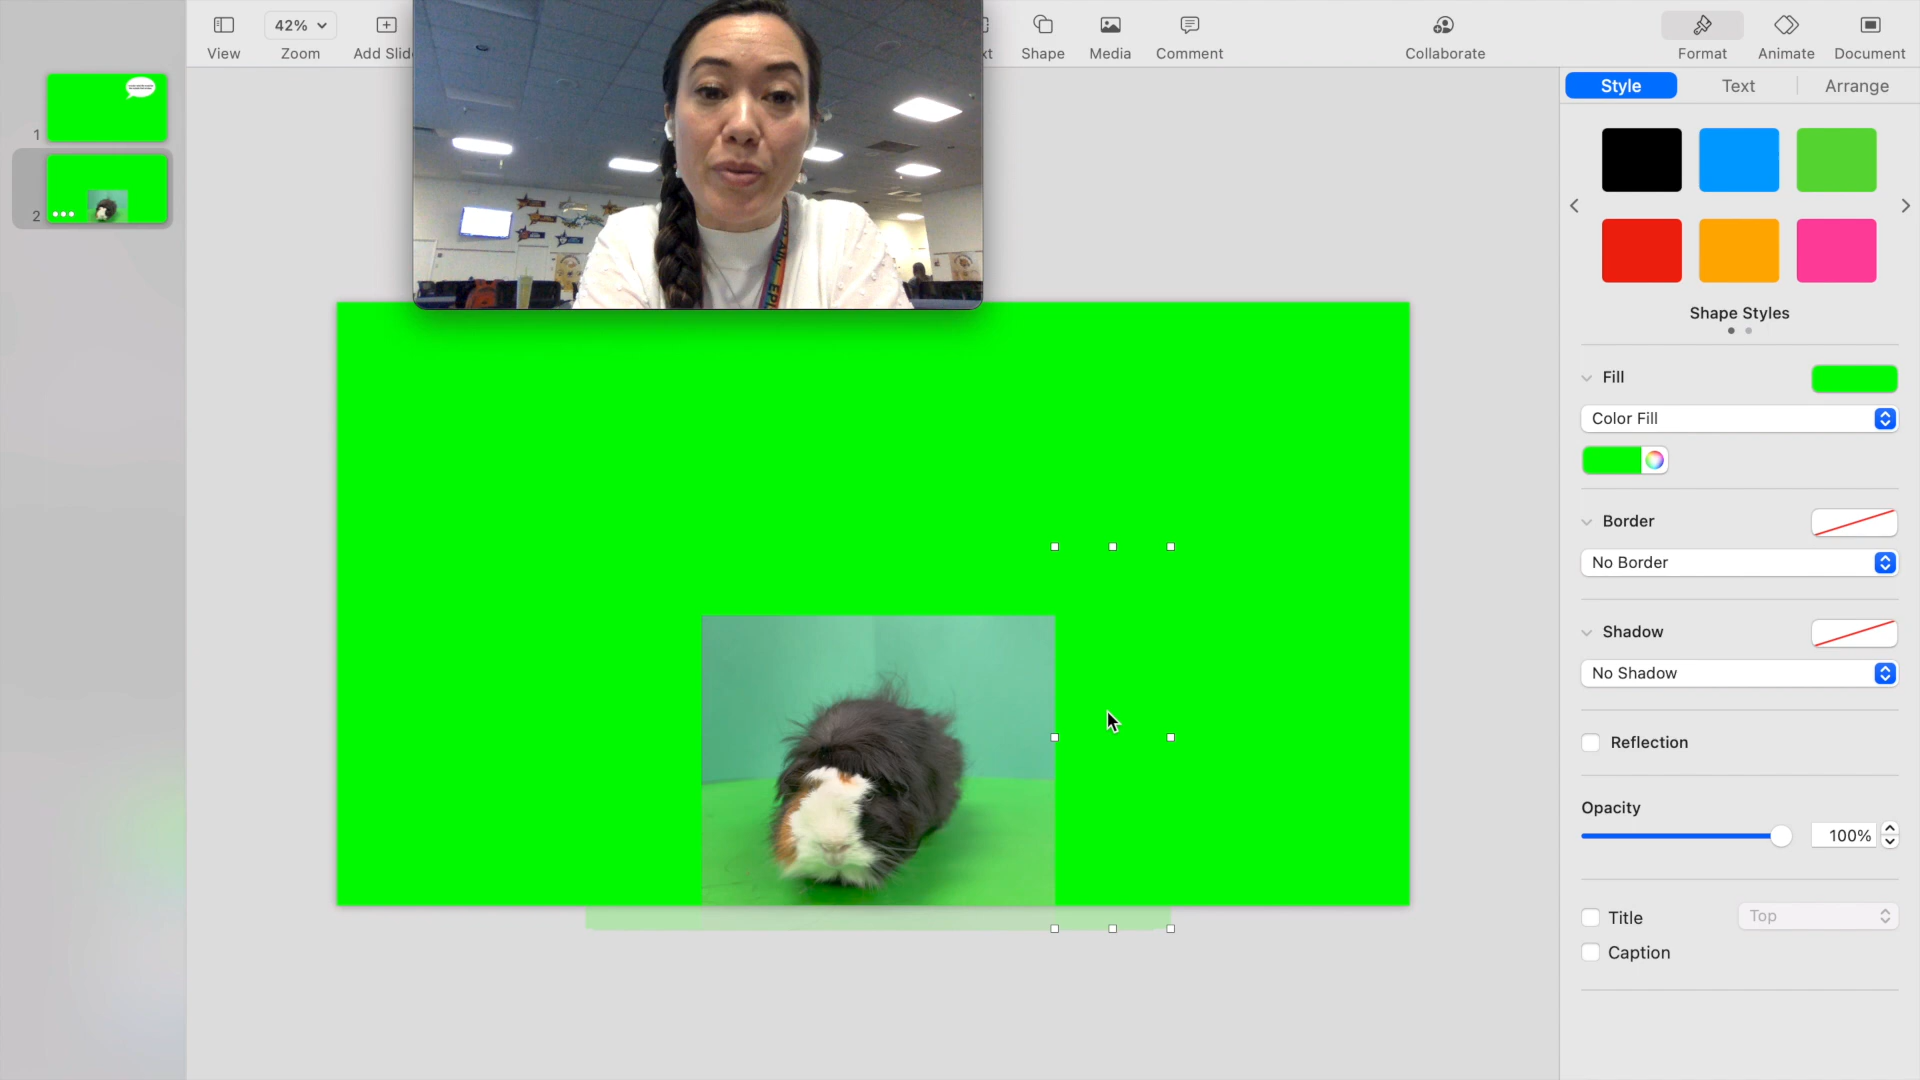 View
42%
Zoom
Add Slid
xt
Shape
Media
Comment
Collaborate
Format
Animate
Document
1
2
Style
Text
Arrange
Shape Styles
Fill
Color Fill
Border
No Border
Shadow
No Shadow
Reflection
Opacity
100%
Title
Top
Caption